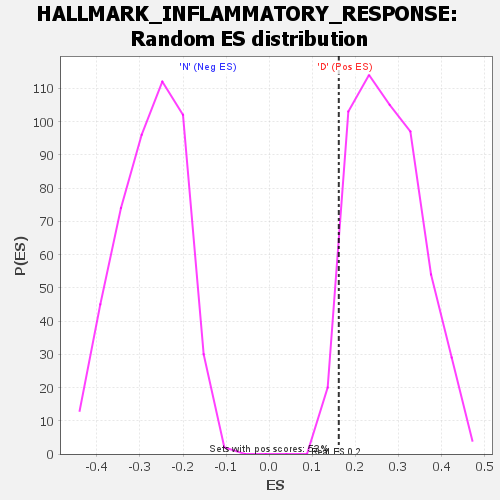 HALLMARK_INFLAMMATORY_RESPONSE:
Random ES distribution
'N' (Neg ES)
'D' (Pos ES)
110
100
90
80
70
60
50
40
30
20
10
0
P(ES)
Sets with pos scores: 53%
Real ES 0.2
-0.4 -0.3 -0.2 -0.1 0.0 0.1 0.2 0.3 0.4 0.5
ES